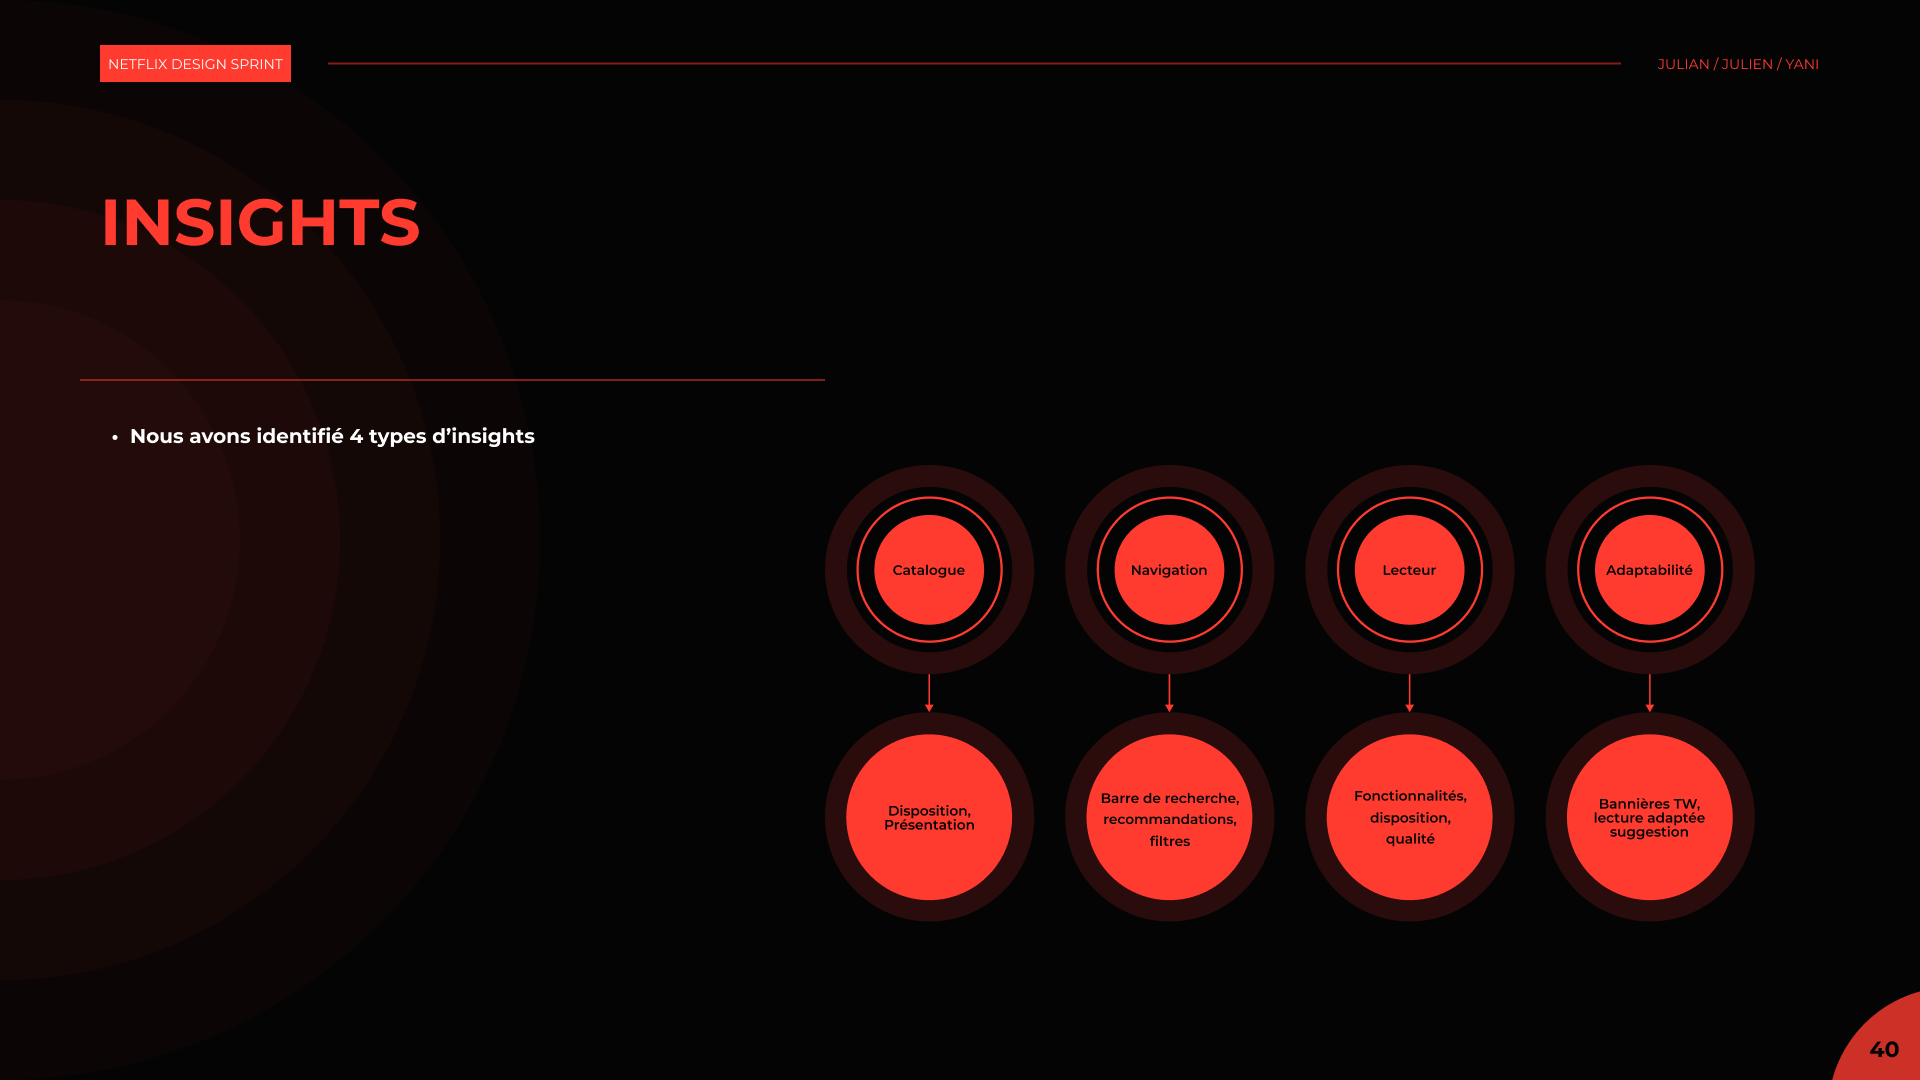 NETFLIX DESIGN SPRINT
JULIAN / JULIEN / YANI
INSIGHTS
• Nous avons identifié 4 types d’insights
Catalogue
Navigation
Lecteur
Adaptabilité
Disposition,
Présentation
Barre de recherche,
recommandations,
filtres
Fonctionnalités,
disposition,
qualité
Bannières TW,
lecture adaptée
suggestion
40